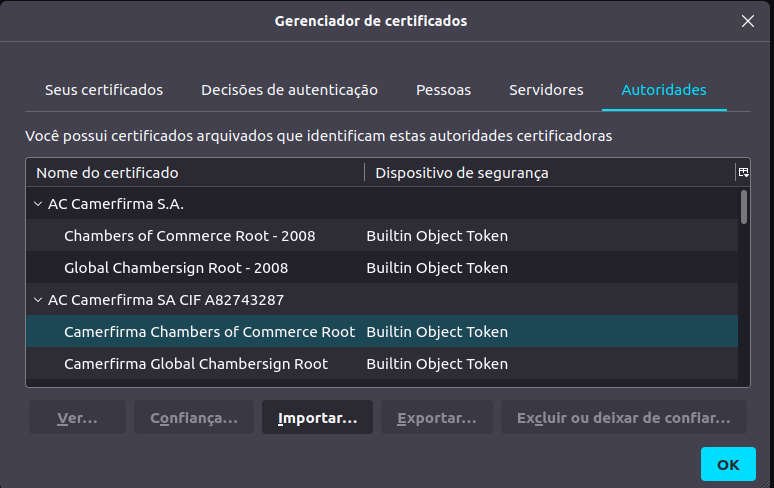 Gerenciador de certificados
Seus certificados Decisões de autenticação Pessoas Servidores Autoridades
Você possui certificados arquivados que identificam estas autoridades certificadoras
Nome do certificado Dispositivo de segurança
AC Camerfirma S.A.
Chambers of Commerce Root - 2008 Builtin Object Token
Global Chambersign Root - 2008 Builtin Object Token
AC Camerfirma SA CIF A82743287
Camerfirma Chambers of Commerce Root Builtin Object Token
Camerfirma Global Chambersign Root Builtin Object Token
Ver... Confiança... Importar... Exportar... Excluir ou deixar de confiar...
OK